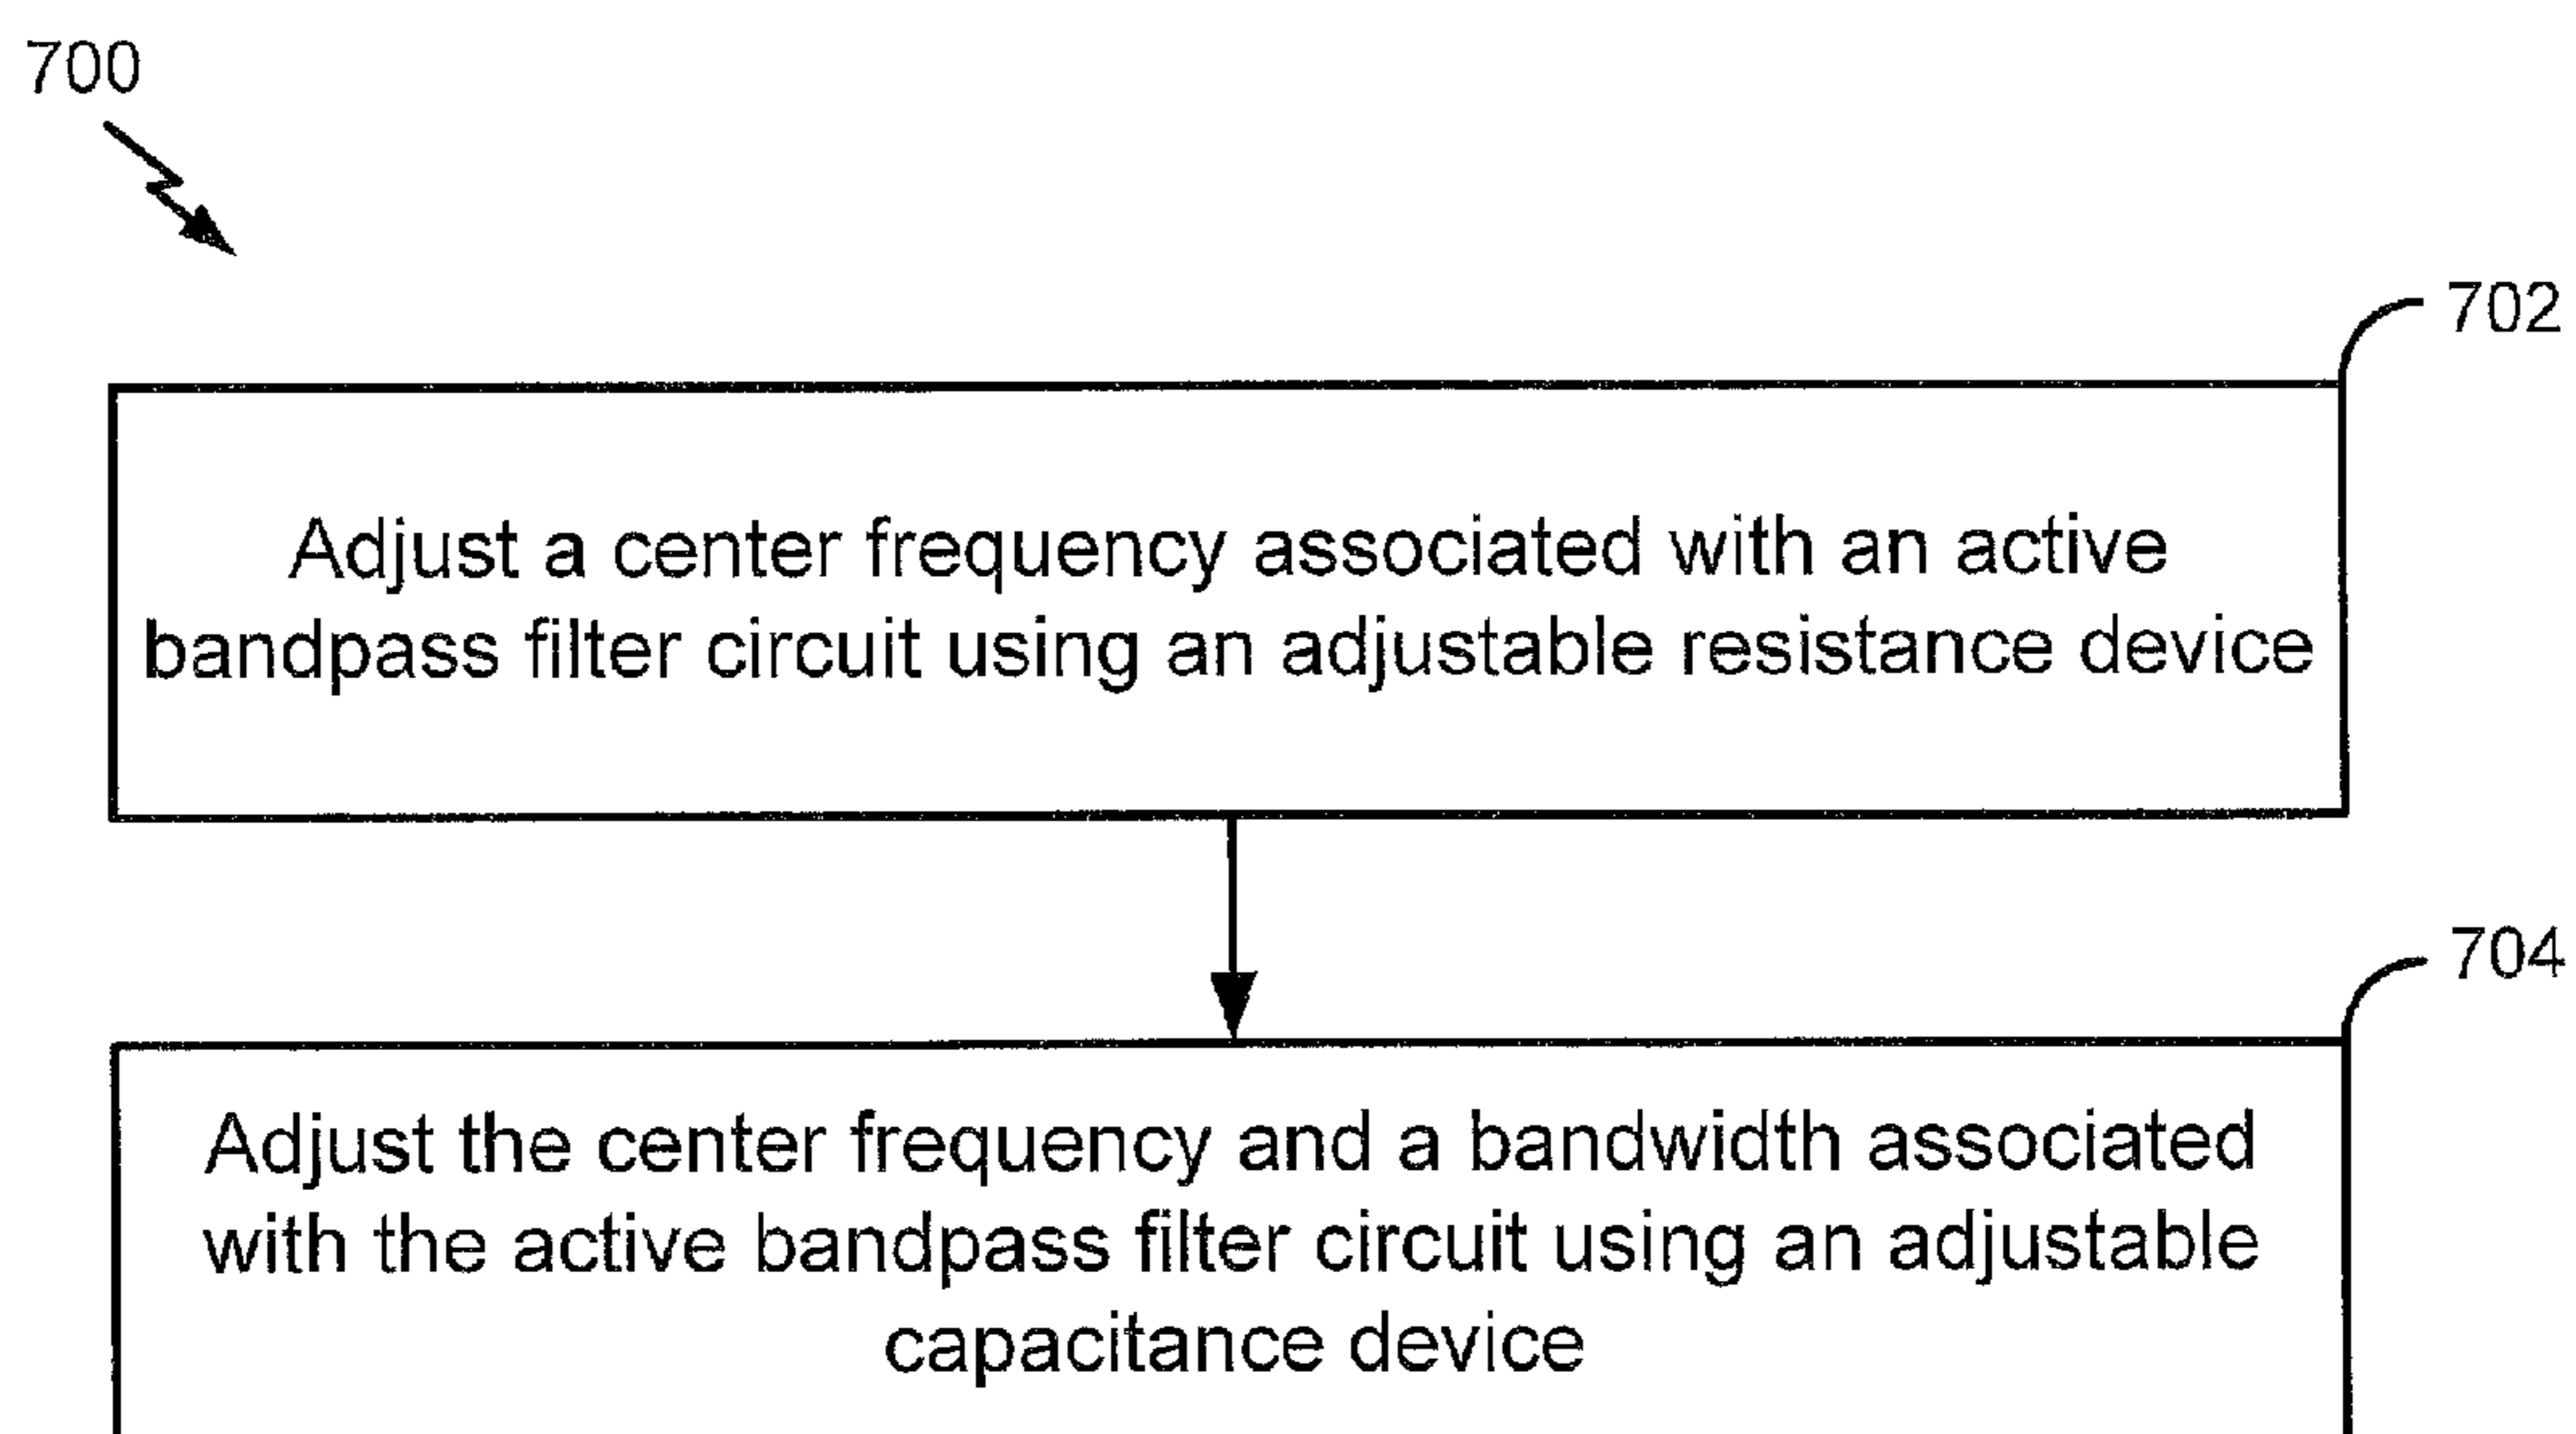 700
702
Adjust a center frequency associated with an active
bandpass filter circuit using an adjustable resistance device
704
Adjust the center frequency and a bandwidth associated
with the active bandpass filter circuit using an adjustable
capacitance device